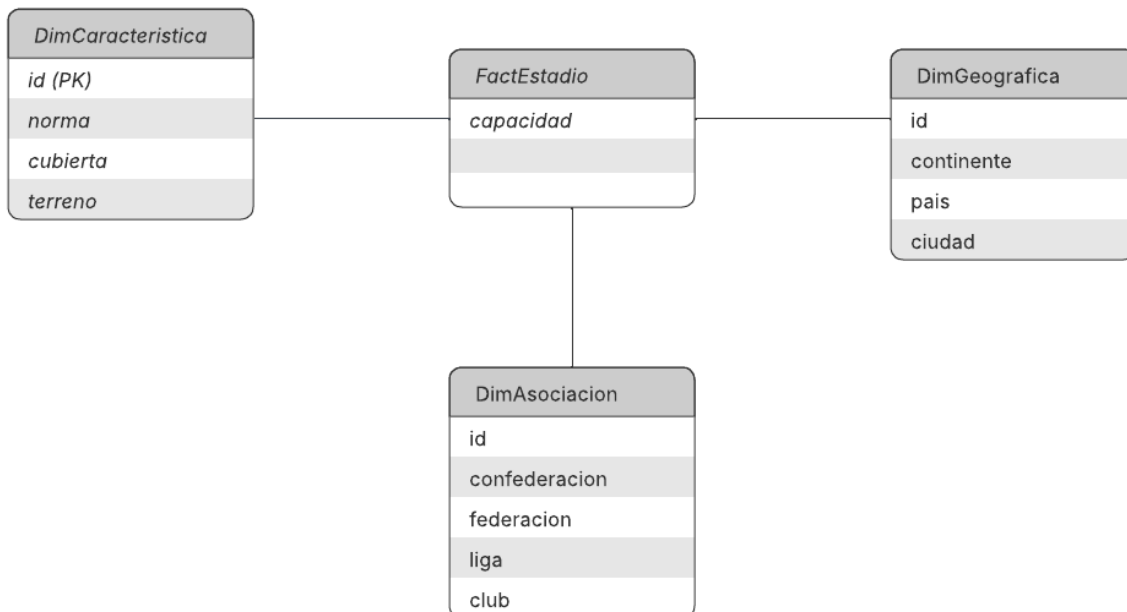 DimCaracteristica
id (PK)
norma
cubierta
terreno
FactEstadio
capacidad
DimGeografica
id
continente
pais
ciudad
DimAsociacion
id
confederacion
federacion
liga
club